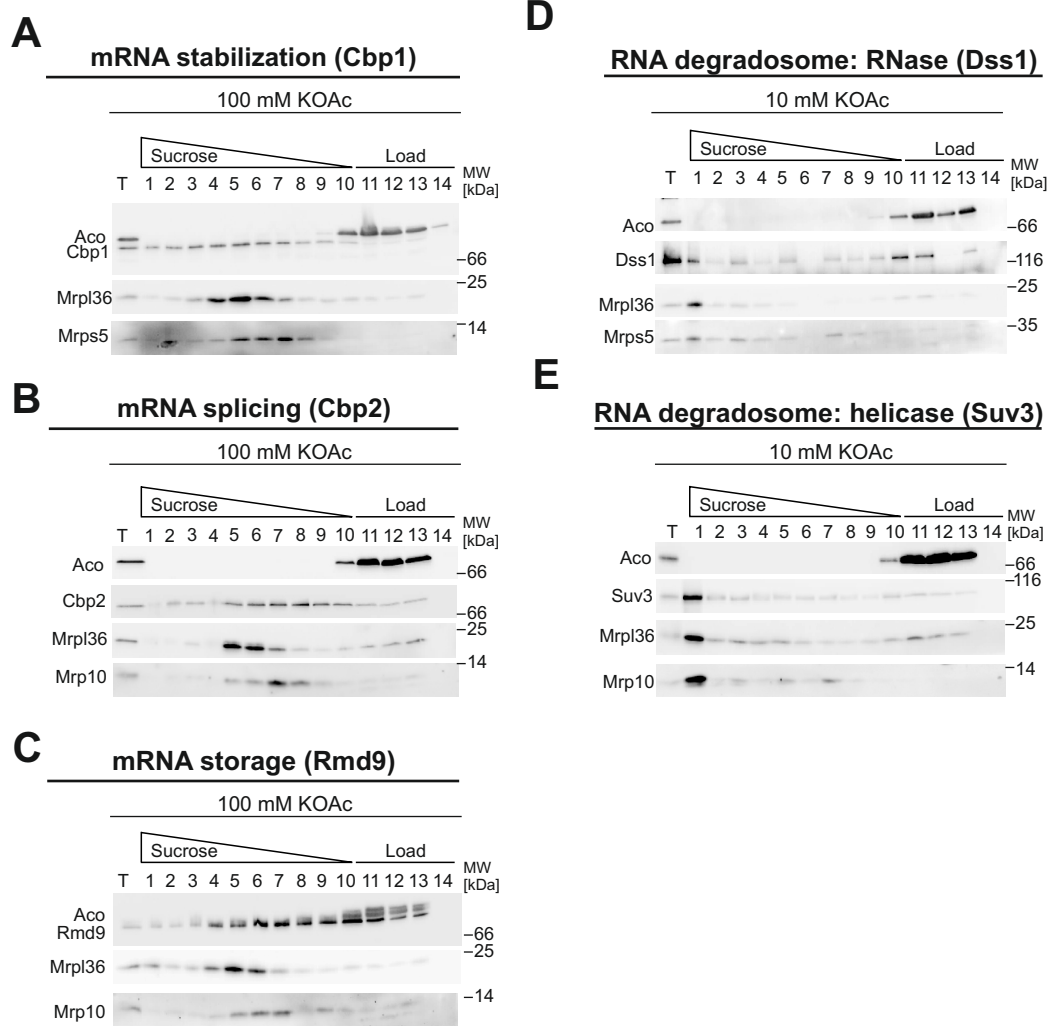 A
mRNA stabilization (Cbp1)
100 mM KOAc
Sucrose Load
MW
[kDa]
T 1 2 3 4 5 6 7 8 9 10 11 12 13 14
Aco
Cbp1
–66
–25
Mrpl36
–14
Mrps5
B
mRNA splicing (Cbp2)
100 mM KOAc
Sucrose Load
MW
[kDa]
T 1 2 3 4 5 6 7 8 9 10 11 12 13 14
Aco
–66
Cbp2
–66
–25
Mrpl36
–14
Mrp10
C
mRNA storage (Rmd9)
100 mM KOAc
Sucrose Load
MW
[kDa]
T 1 2 3 4 5 6 7 8 9 10 11 12 13 14
Aco
Rmd9
–66
–25
Mrpl36
–14
Mrp10
D
RNA degradosome: RNase (Dss1)
10 mM KOAc
Sucrose Load
MW
[kDa]
T 1 2 3 4 5 6 7 8 9 10 11 12 13 14
Aco
–66
Dss1
–116
–25
Mrpl36
–35
Mrps5
E
RNA degradosome: helicase (Suv3)
10 mM KOAc
Sucrose Load
MW
[kDa]
T 1 2 3 4 5 6 7 8 9 10 11 12 13 14
Aco
–66
–116
Suv3
–25
Mrpl36
–14
Mrp10